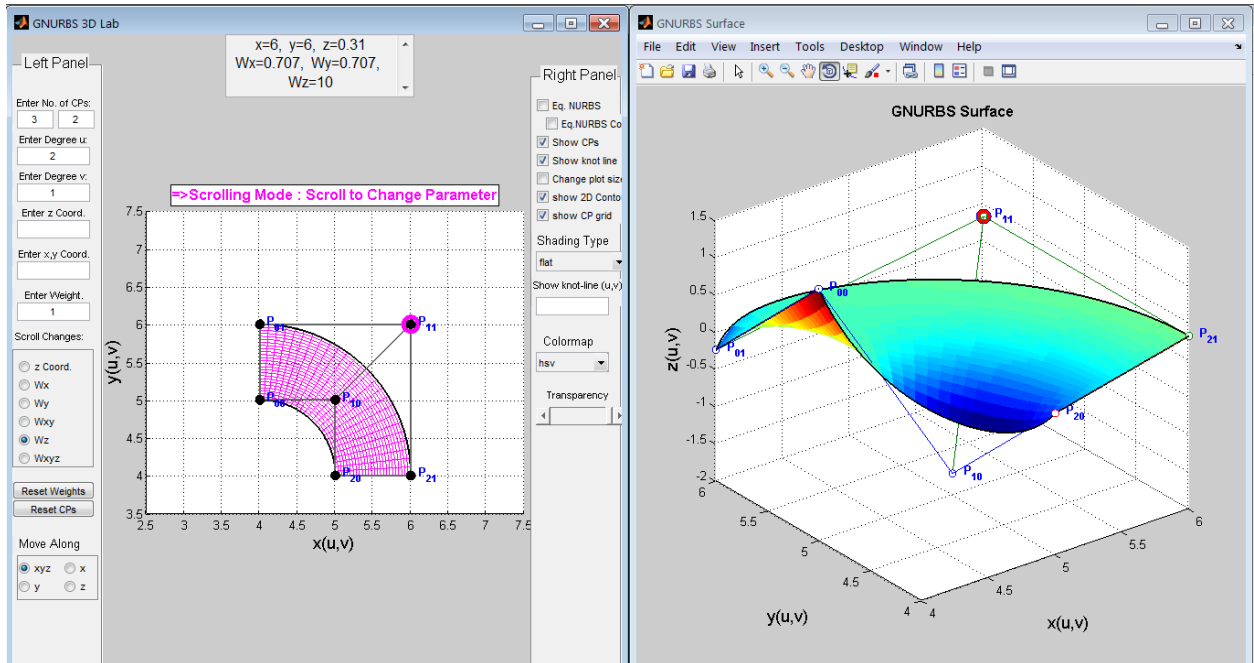 GNURBS 3D Lab
x=6, y=6, z=0.31
Wx=0.707, Wy=0.707,
Wz=10
Left Panel
Enter No. of CPs:
3 2
Enter Degree u:
2
Enter Degree v:
1
Enter z Coord.
Enter x,y Coord.
Enter Weight.
1
Scroll Changes:
z Coord.
Wx
Wy
Wxy
Wz
Wxyz
Reset Weights
Reset CPs
Move Along
xyz x
y z
=>Scrolling Mode : Scroll to Change Parameter
7.5
7
6.5
6
5.5
5
4.5
4
3.5
2.5 3 3.5 4 4.5 5 5.5 6 6.5 7 7.5
x(u,v)
y(u,v)
P01
P11
P00
P10
P20
P21
Right Panel
Eq. NURBS
Eq.NURBS Co
Show CPs
Show knot line
Change plot size
show 2D Conto
show CP grid
Shading Type
flat
Show knot-line (u,v)
Colormap
hsv
Transparency
GNURBS Surface
File Edit View Insert Tools Desktop Window Help
GNURBS Surface
1.5
1
0.5
0
-0.5
-1
-1.5
-2
z(u,v)
6
5.5
5
4.5
4
y(u,v)
4
4.5
5
5.5
6
x(u,v)
P11
P00
P01
P21
P20
P10